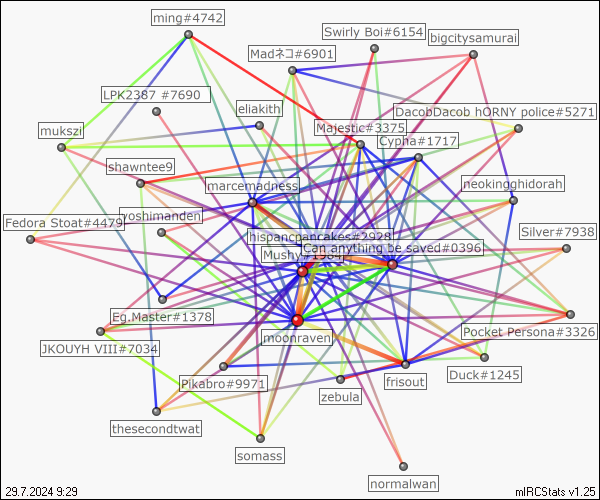 ming#4742
Swirly Boi#6154
bigcitysamurai
Madネコ#6901
LPK2387 #7690
eliakith
DacobDacob hORNY police#5271
mukszi
Majestic#3375
Cypha#1717
shawntee9
marcemadness
neokingghidorah
Fedora Stoat#4479
yoshimanden
Silver#7938
hispancpancakes#2928
Can anything be saved#0396
Mushy#1984
Eg.Master#1378
moonraven
Pocket Persona#3326
JKOUYH VIII#7034
Pikabro#9971
frisout
Duck#1245
zebula
thesecondtwat
somass
normalwan
29.7.2024 9:29
mIRCStats v1.25